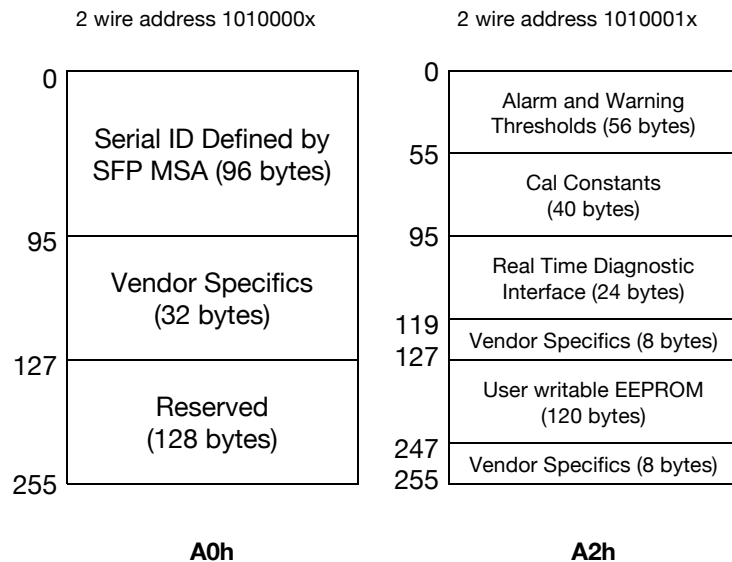 2 wire address 1010000x
0
Serial ID Defined by
SFP MSA (96 bytes)
95
Vendor Specifics
(32 bytes)
127
Reserved
(128 bytes)
255
A0h
2 wire address 1010001x
0
Alarm and Warning
Thresholds (56 bytes)
55
Cal Constants
(40 bytes)
95
Real Time Diagnostic
Interface (24 bytes)
119
Vendor Specifics (8 bytes)
127
User writable EEPROM
(120 bytes)
247
Vendor Specifics (8 bytes)
255
A2h